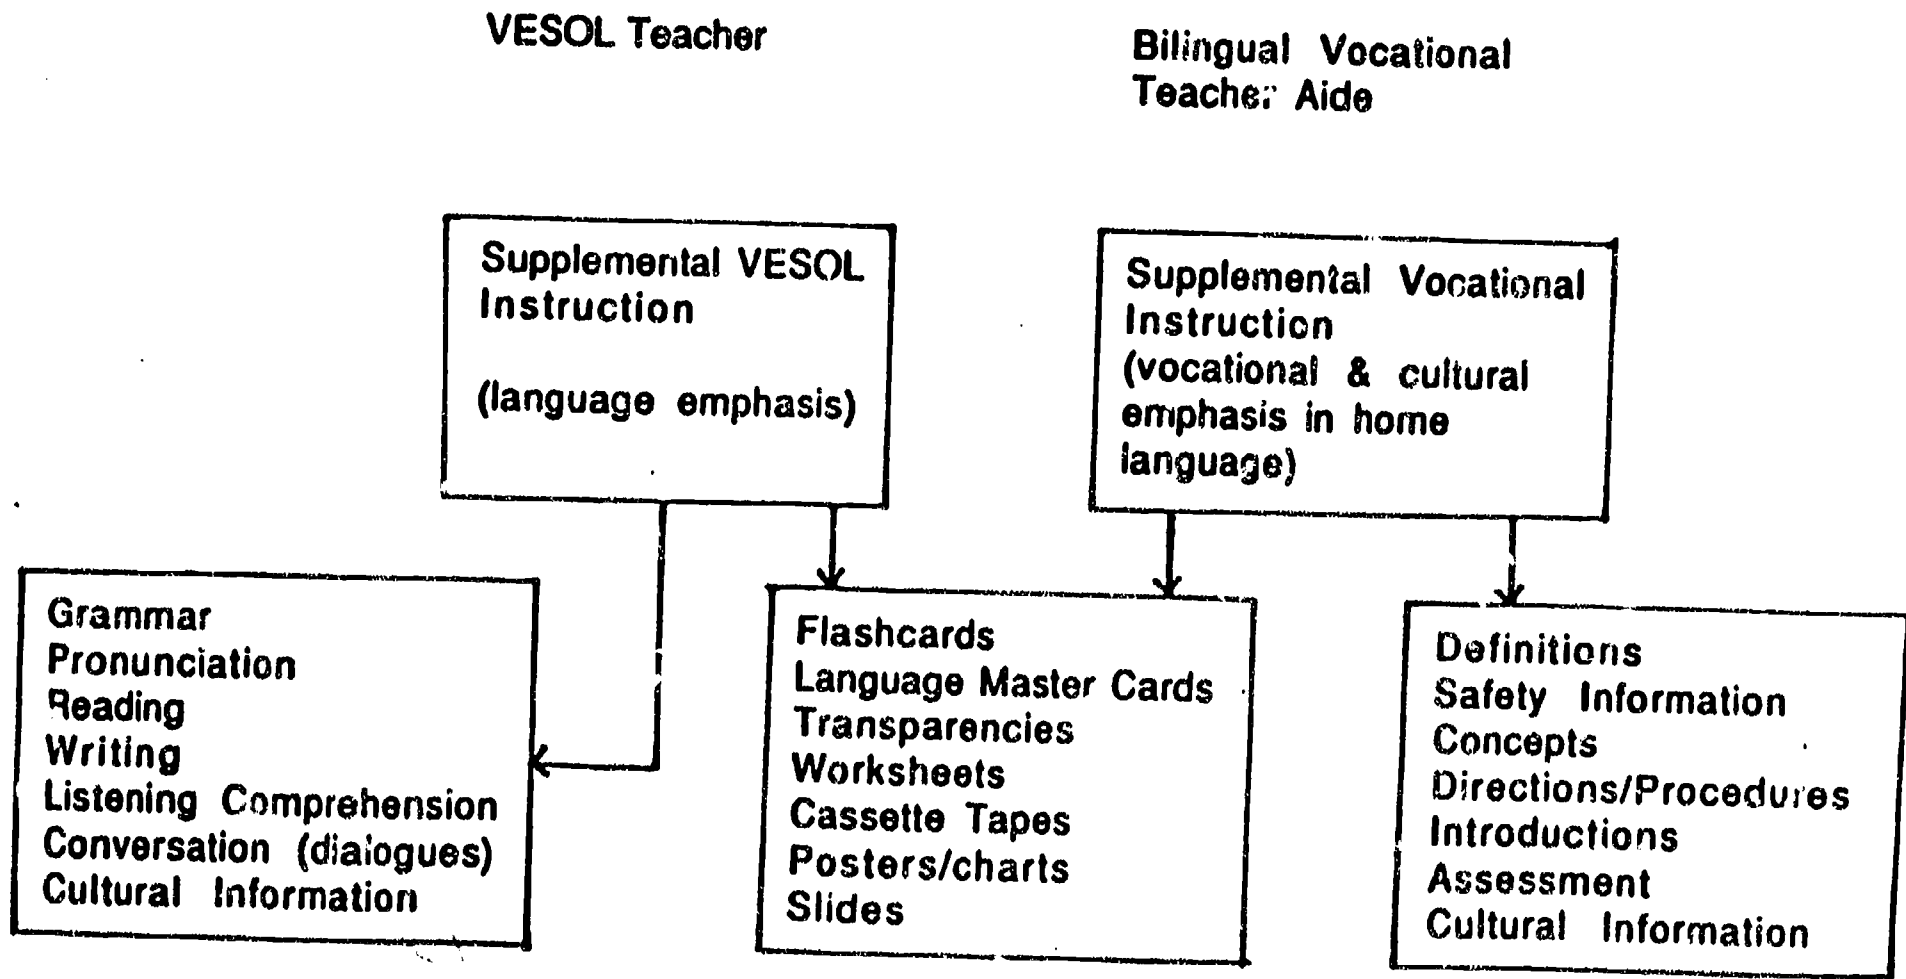 VESOL Teacher
Bilingual Vocational
Teacher Aide
Supplemental VESOL
Instruction
(language emphasis)
Supplemental Vocational
Instruction
(vocational & cultural
emphasis in home
language)
Grammar
Pronunciation
Reading
Writing
Listening Comprehension
Conversation (dialogues)
Cultural Information
Flashcards
Language Master Cards
Transparencies
Worksheets
Cassette Tapes
Posters/charts
Slides
Definitions
Safety Information
Concepts
Directions/Procedures
Introductions
Assessment
Cultural Information